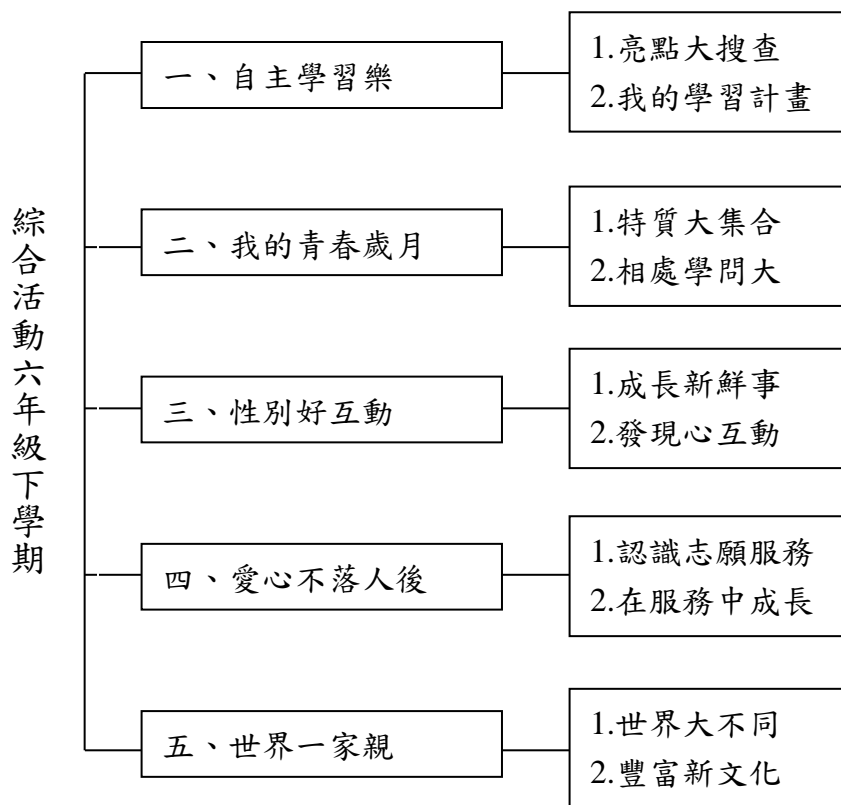 綜合活動六年級下學期
一、自主學習樂
1.亮點大搜查
2.我的學習計畫
二、我的青春歲月
1.特質大集合
2.相處學問大
三、性別好互動
1.成長新鮮事
2.發現心互動
四、愛心不落人後
1.認識志願服務
2.在服務中成長
五、世界一家親
1.世界大不同
2.豐富新文化